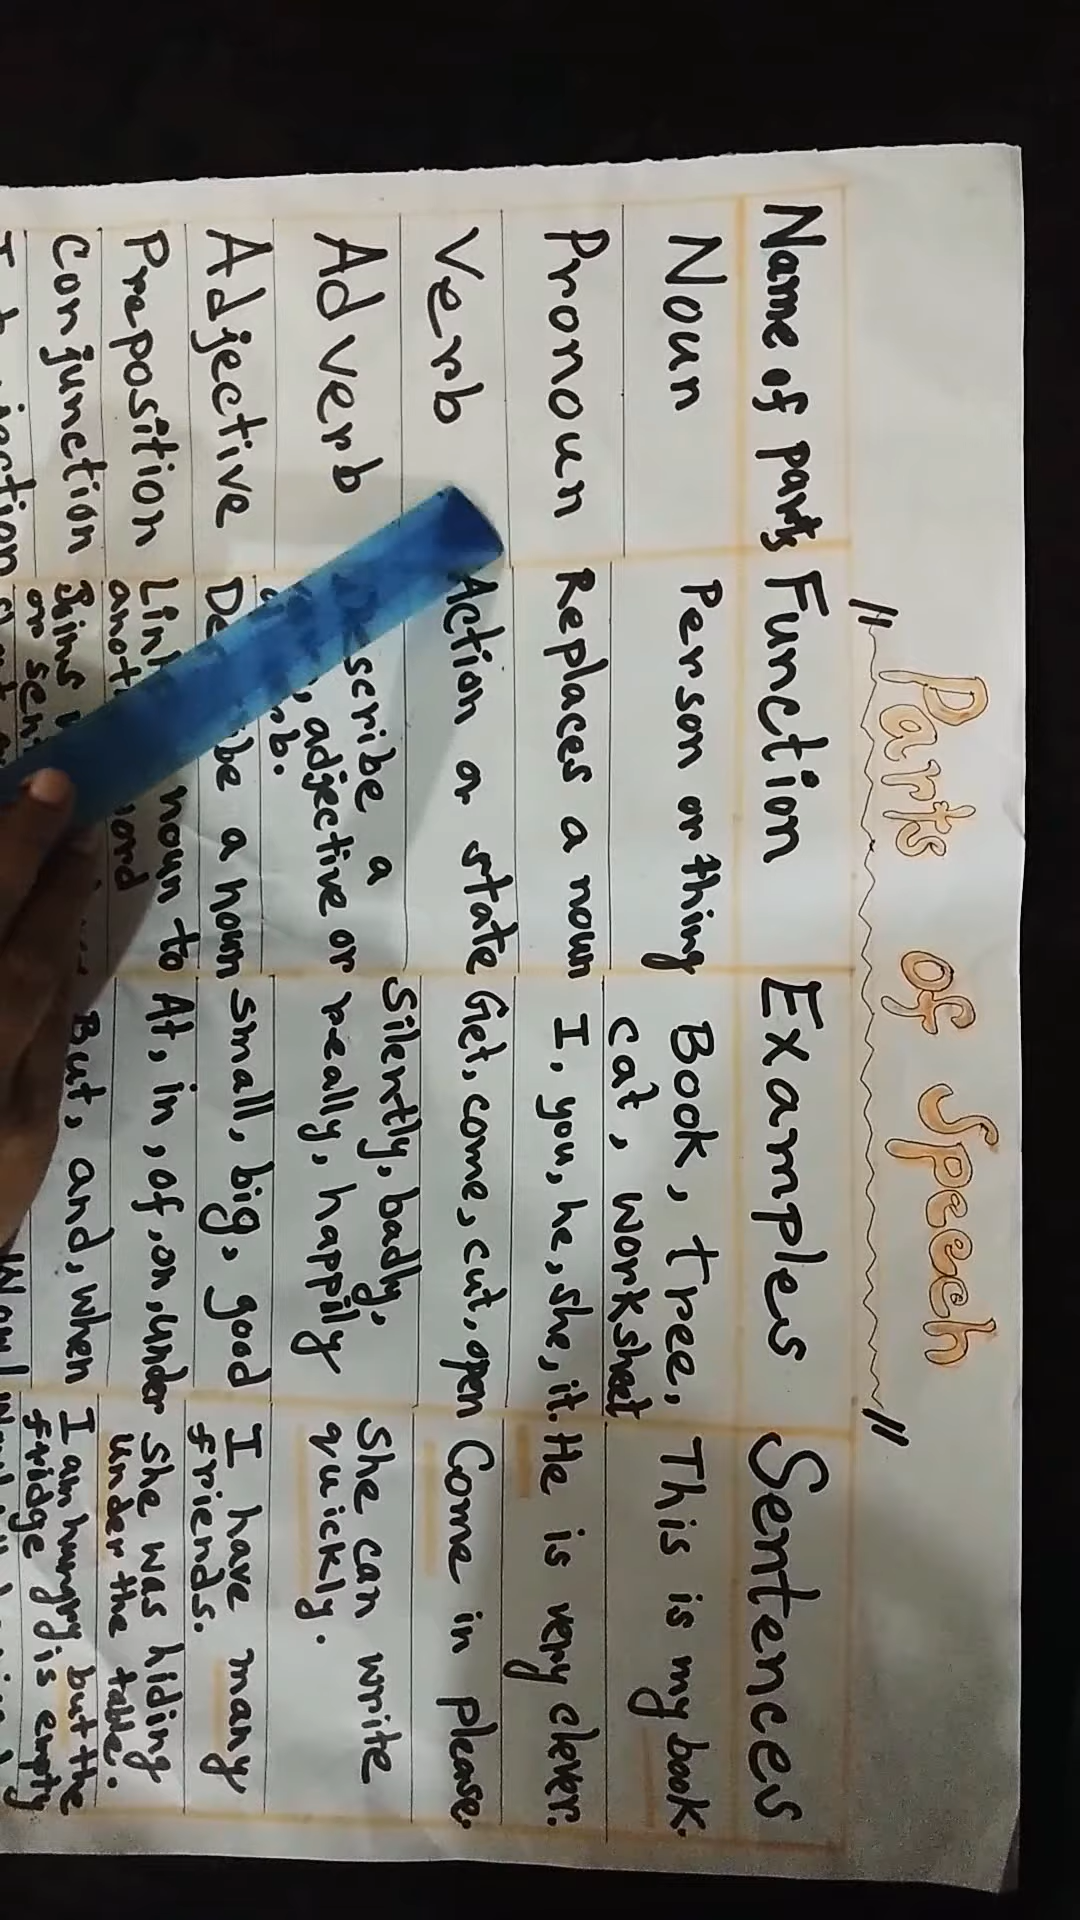 "Parts of Speech"
Name of parts Function Examples Sentences
Noun Person or thing Book, tree, cat, worksheet This is my book.
Pronoun Replaces a noun I, you, he, she, it. He is very clever.
Verb Action or state Get, come, cut, open Come in please.
Adverb scribe a
, adjective or
rb.
Silently, badly,
really, happily
She can write
quickly.
Adjective be a noun small, big, good
I have many
friends.
Preposition noun to
At, in, of, on, under
She was hiding
under the table.
Conjunction
But, and, when
I am hungry but the
fridge is empty